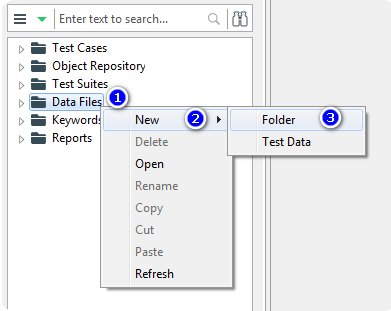 Enter text to search...
Test Cases
Object Repository
Test Suites
Data Files 1
Keywords
Reports
New 2
Delete
Open
Rename
Copy
Cut
Paste
Refresh
Folder 3
Test Data